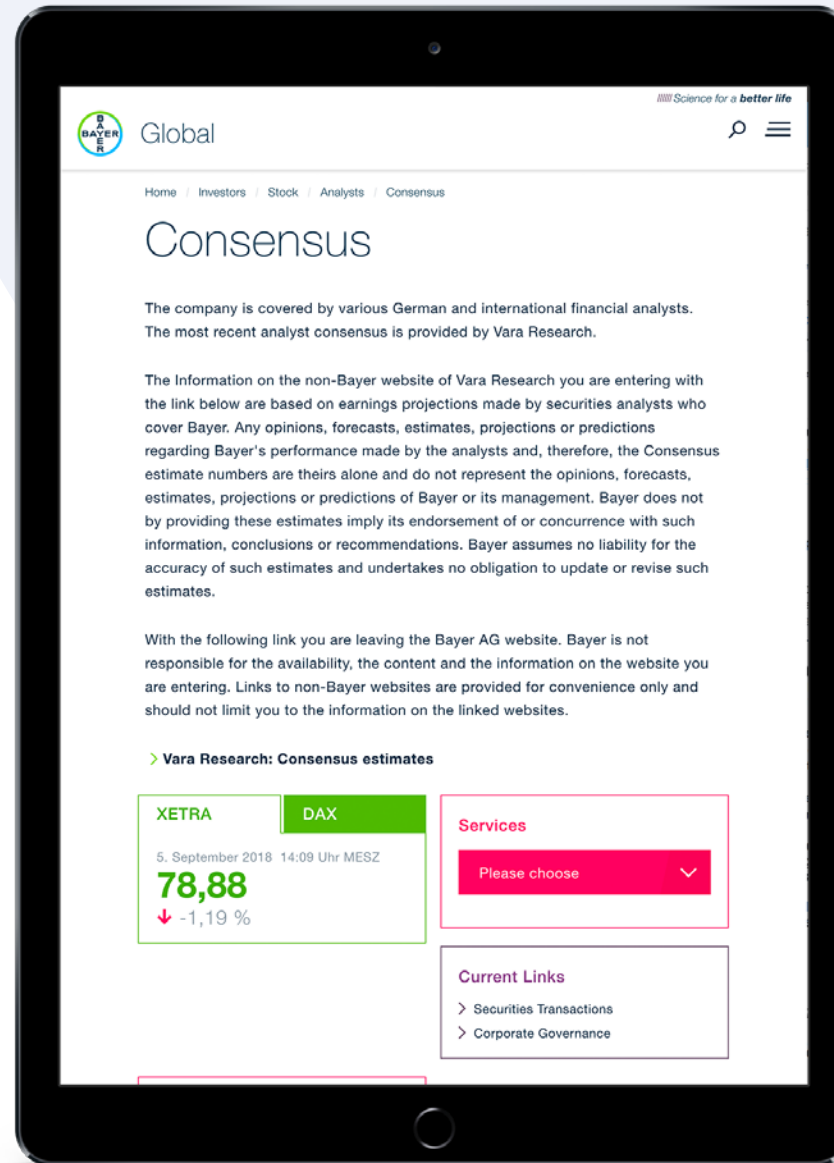 ////// Science for a better life
BAYER
BAYER
Global
Home / Investors / Stock / Analysts / Consensus
Consensus
The company is covered by various German and international financial analysts.
The most recent analyst consensus is provided by Vara Research.
The Information on the non-Bayer website of Vara Research you are entering with
the link below are based on earnings projections made by securities analysts who
cover Bayer. Any opinions, forecasts, estimates, projections or predictions
regarding Bayer's performance made by the analysts and, therefore, the Consensus
estimate numbers are theirs alone and do not represent the opinions, forecasts,
estimates, projections or predictions of Bayer or its management. Bayer does not
by providing these estimates imply its endorsement of or concurrence with such
information, conclusions or recommendations. Bayer assumes no liability for the
accuracy of such estimates and undertakes no obligation to update or revise such
estimates.
With the following link you are leaving the Bayer AG website. Bayer is not
responsible for the availability, the content and the information on the website you
are entering. Links to non-Bayer websites are provided for convenience only and
should not limit you to the information on the linked websites.
Vara Research: Consensus estimates
XETRA
DAX
5. September 2018 14:09 Uhr MESZ
78,88
-1,19 %
Services
Please choose
Current Links
Securities Transactions
Corporate Governance